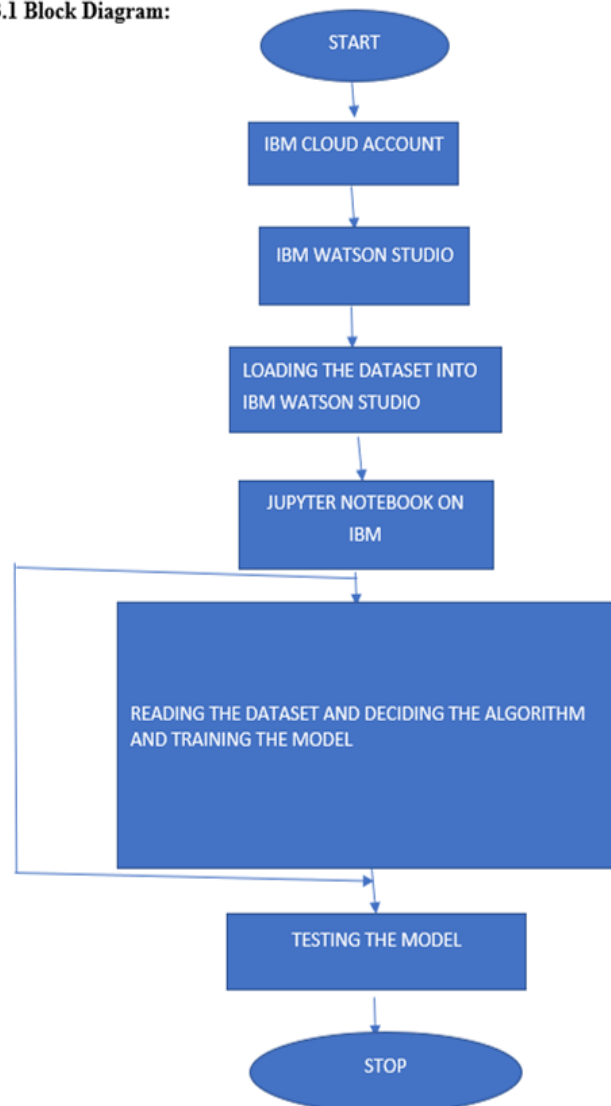 .1 Block Diagram:
START
IBM CLOUD ACCOUNT
IBM WATSON STUDIO
LOADING THE DATASET INTO
IBM WATSON STUDIO
JUPYTER NOTEBOOK ON
IBM
READING THE DATASET AND DECIDING THE ALGORITHM
AND TRAINING THE MODEL
TESTING THE MODEL
STOP